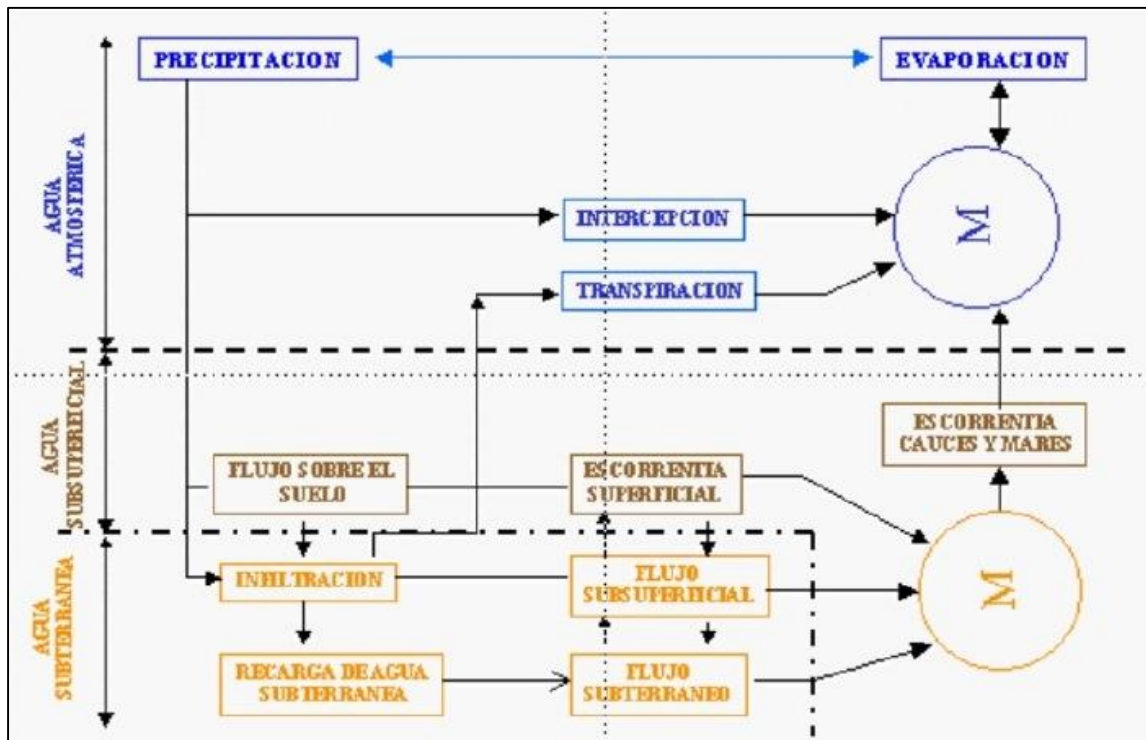 PRECIPITACION
EVAPORACION
AGUA
ATMOSFERICA
M
INTERCEPCION
TRANSPIRACION
AGUA
SUBSUPEFICIAL
ESCORRENTIA
CAUCES Y MARES
FLUJO SOBRE EL
SUELO
ESCORRENTIA
SUPERFICIAL
AGUA
SUBTERRANEA
INFILTRACION
FLUJO
SUBSUPERFICIAL
M
RECARGA DE AGUA
SUBTERRANEA
FLUJO
SUBTERRANEO